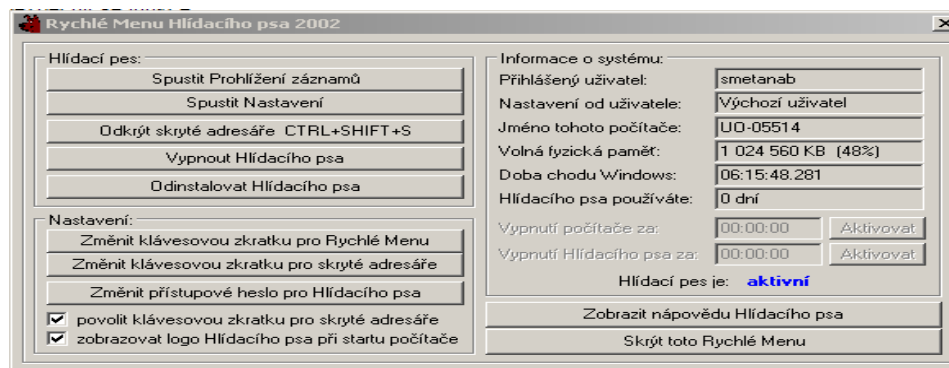 Rychlé Menu Hlídacího psa 2002
Hlídací pes:
Spustit Prohlížení záznamů
Spustit Nastavení
Odkrýt skryté adresáře CTRL+SHIFT+S
Vypnout Hlídacího psa
Odinstalovat Hlídacího psa
Nastavení:
Změnit klávesovou zkratku pro Rychlé Menu
Změnit klávesovou zkratku pro skryté adresáře
Změnit přístupové heslo pro Hlídacího psa
povolit klávesovou zkratku pro skryté adresáře
zobrazovat logo Hlídacího psa při startu počítače
Informace o systému:
Přihlášený uživatel: smetanab
Nastavení od uživatele: Výchozí uživatel
Jméno tohoto počítače: UO-05514
Volná fyzická paměť: 1 024 560 KB (48%)
Doba chodu Windows: 06:15:48.281
Hlídacího psa používáte: 0 dní
Vypnutí počítače za: 00:00:00 Aktivovat
Vypnutí Hlídacího psa za: 00:00:00 Aktivovat
Hlídací pes je: aktivní
Zobrazit nápovědu Hlídacího psa
Skrýt toto Rychlé Menu